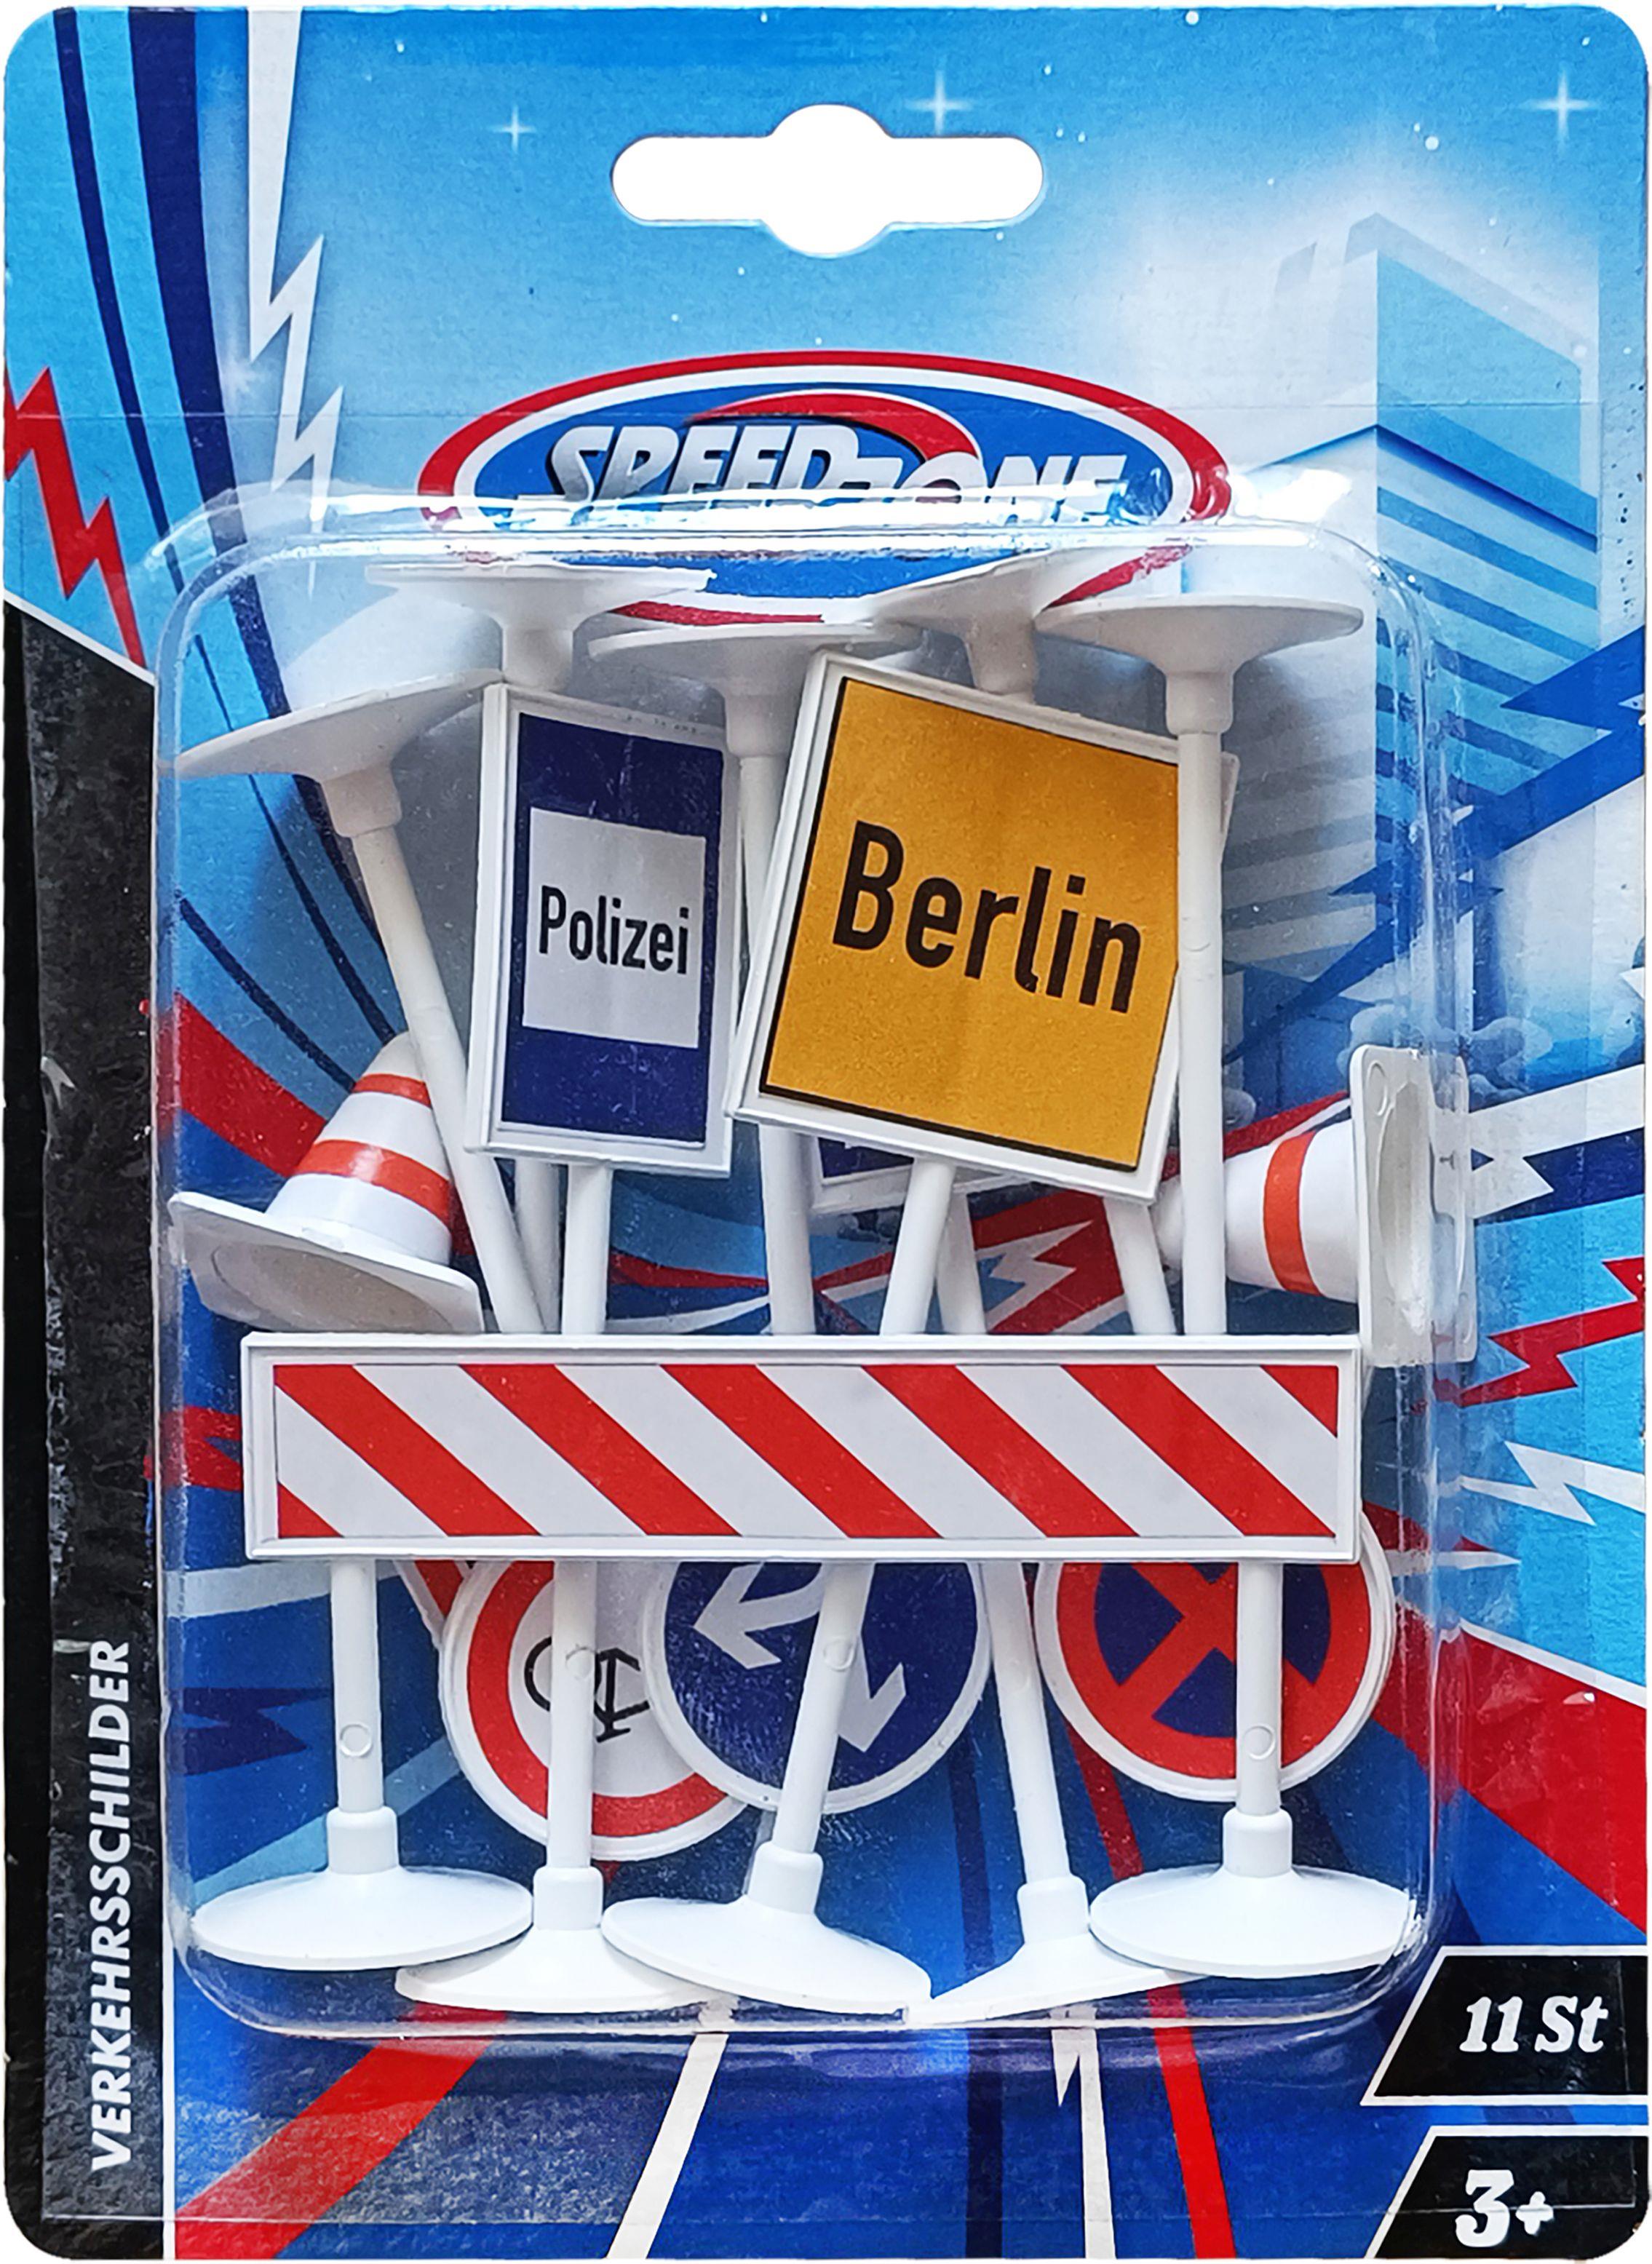 SPEEDZONE
Polizei
Berlin
VERKEHRSSCHILDER
11 St
3+